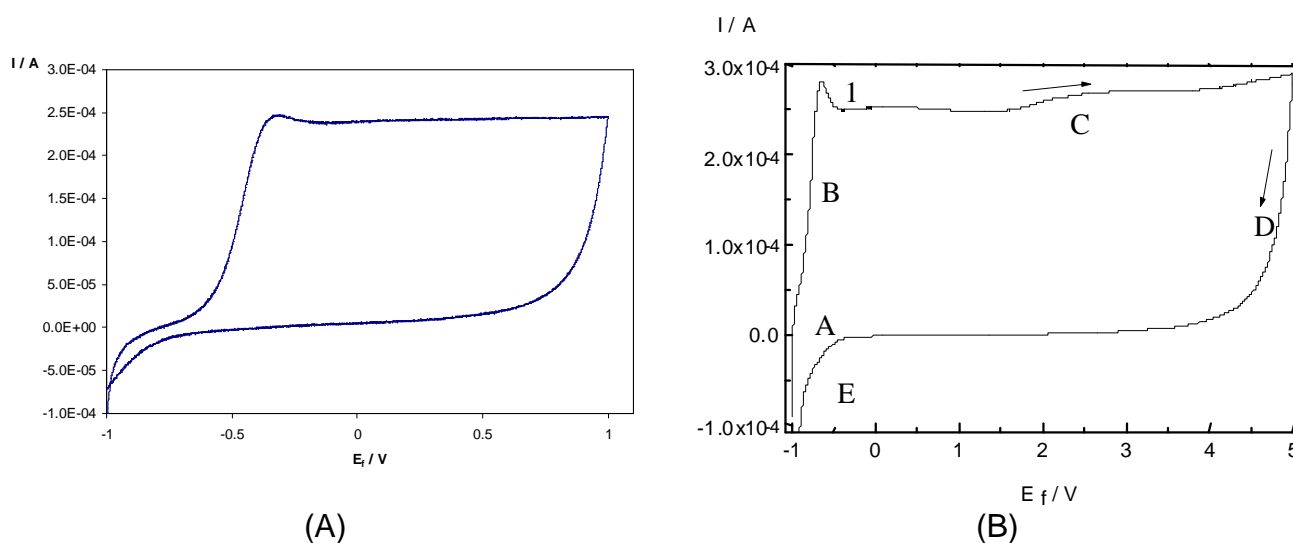 I / A
3.0E-04
2.5E-04
2.0E-04
1.5E-04
1.0E-04
5.0E-05
0.0E+00
-5.0E-05
-1.0E-04
-1 -0.5 0 0.5 1
E f / V
(A)
I / A
3.0x10-4
2.0x10-4
1.0x10-4
0.0
-1.0x10-4
1
C
B
D
A
E
-1 0 1 2 3 4 5
E f / V
(B)